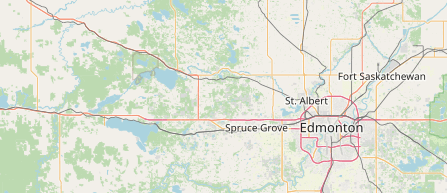 Fort Saskatchewan
St. Albert
Spruce Grove
Edmonton